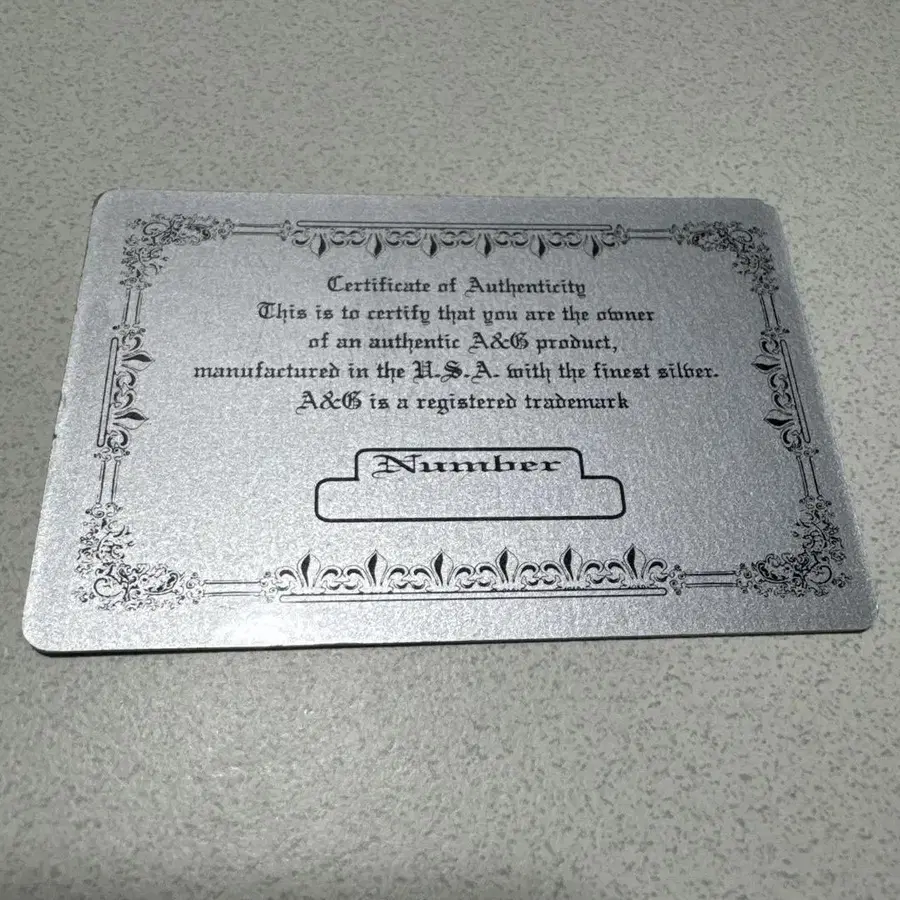 Certificate of Authenticity
This is to certify that you are the owner
of an authentic A&G product,
manufactured in the U.S.A. with the finest silver.
A&G is a registered trademark
Number